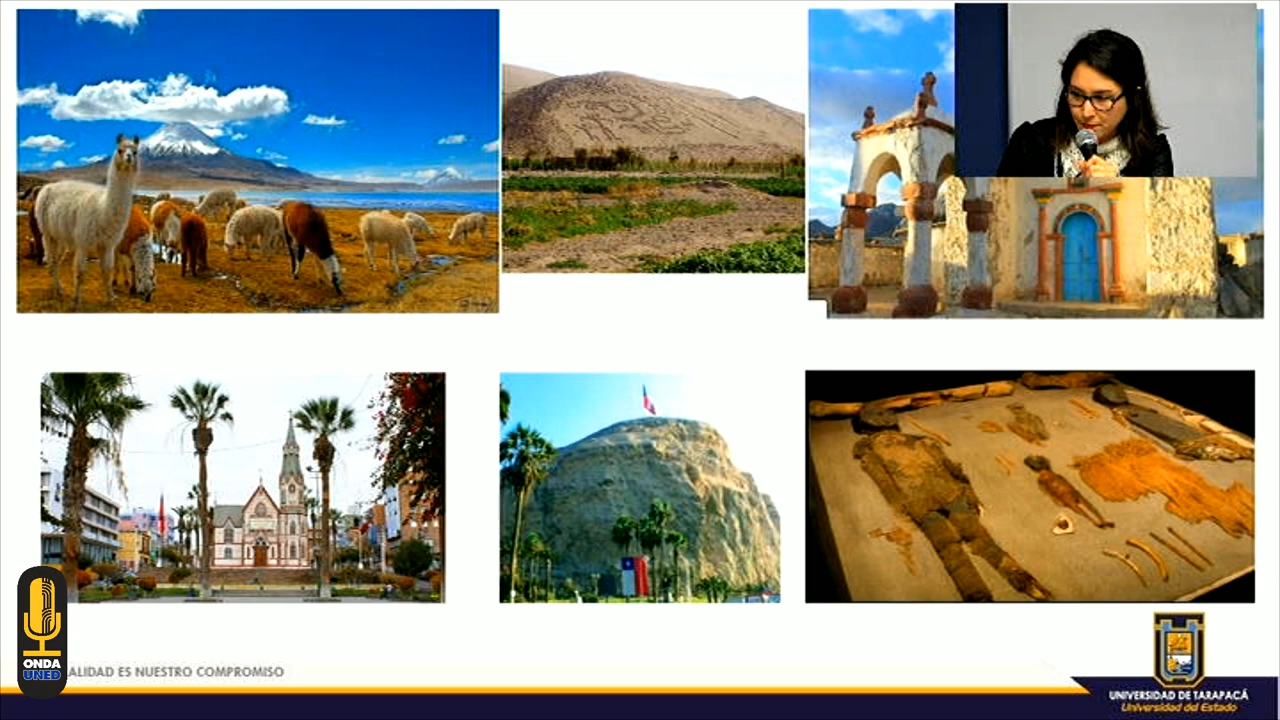 ALIDAD ES NUESTRO COMPROMISO
ONDA
UNED
UNIVERSIDAD DE TARAPACÁ
Universidad del Estado